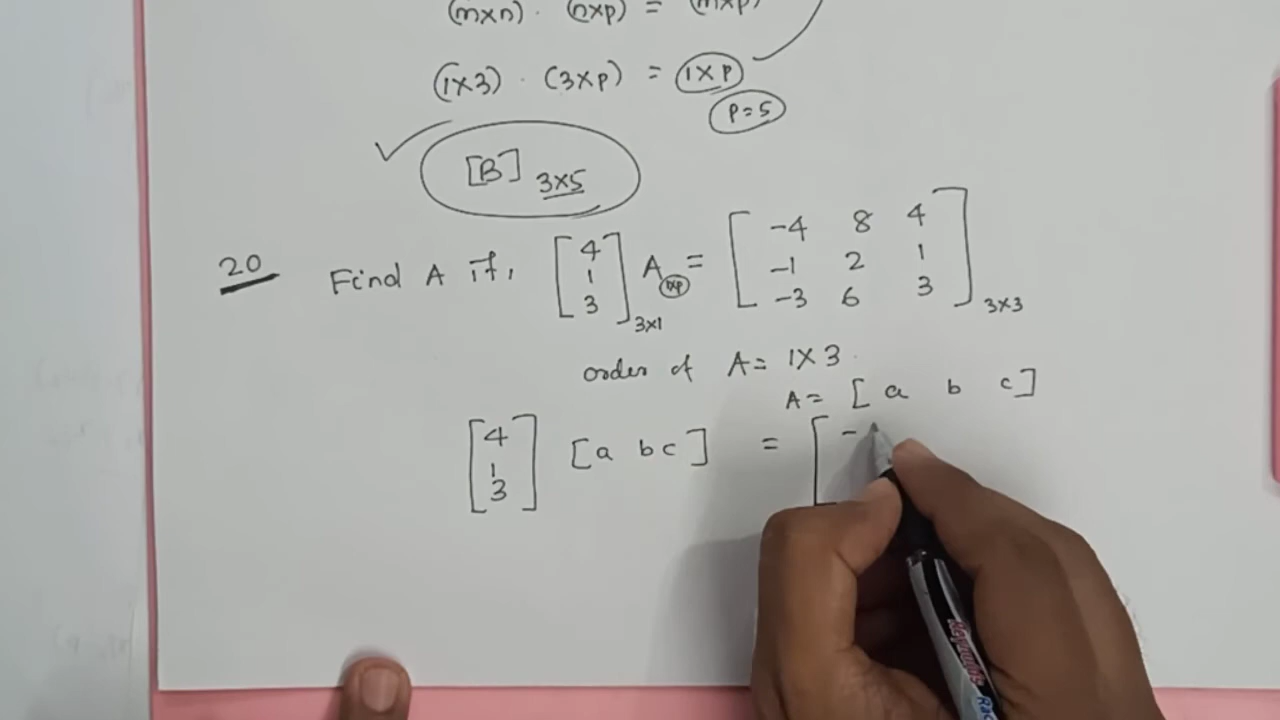 (m×n) · (n×p) = (m×p)
(1×3) · (3×p) = 1×p
p=5
[B] 3×5
20 Find A if, [4 1 3] 3×1 A 1×p = [-4 8 4
-1 2 1
-3 6 3] 3×3
order of A = 1×3.
A = [a b c]
[4 1 3] [a b c] = [-